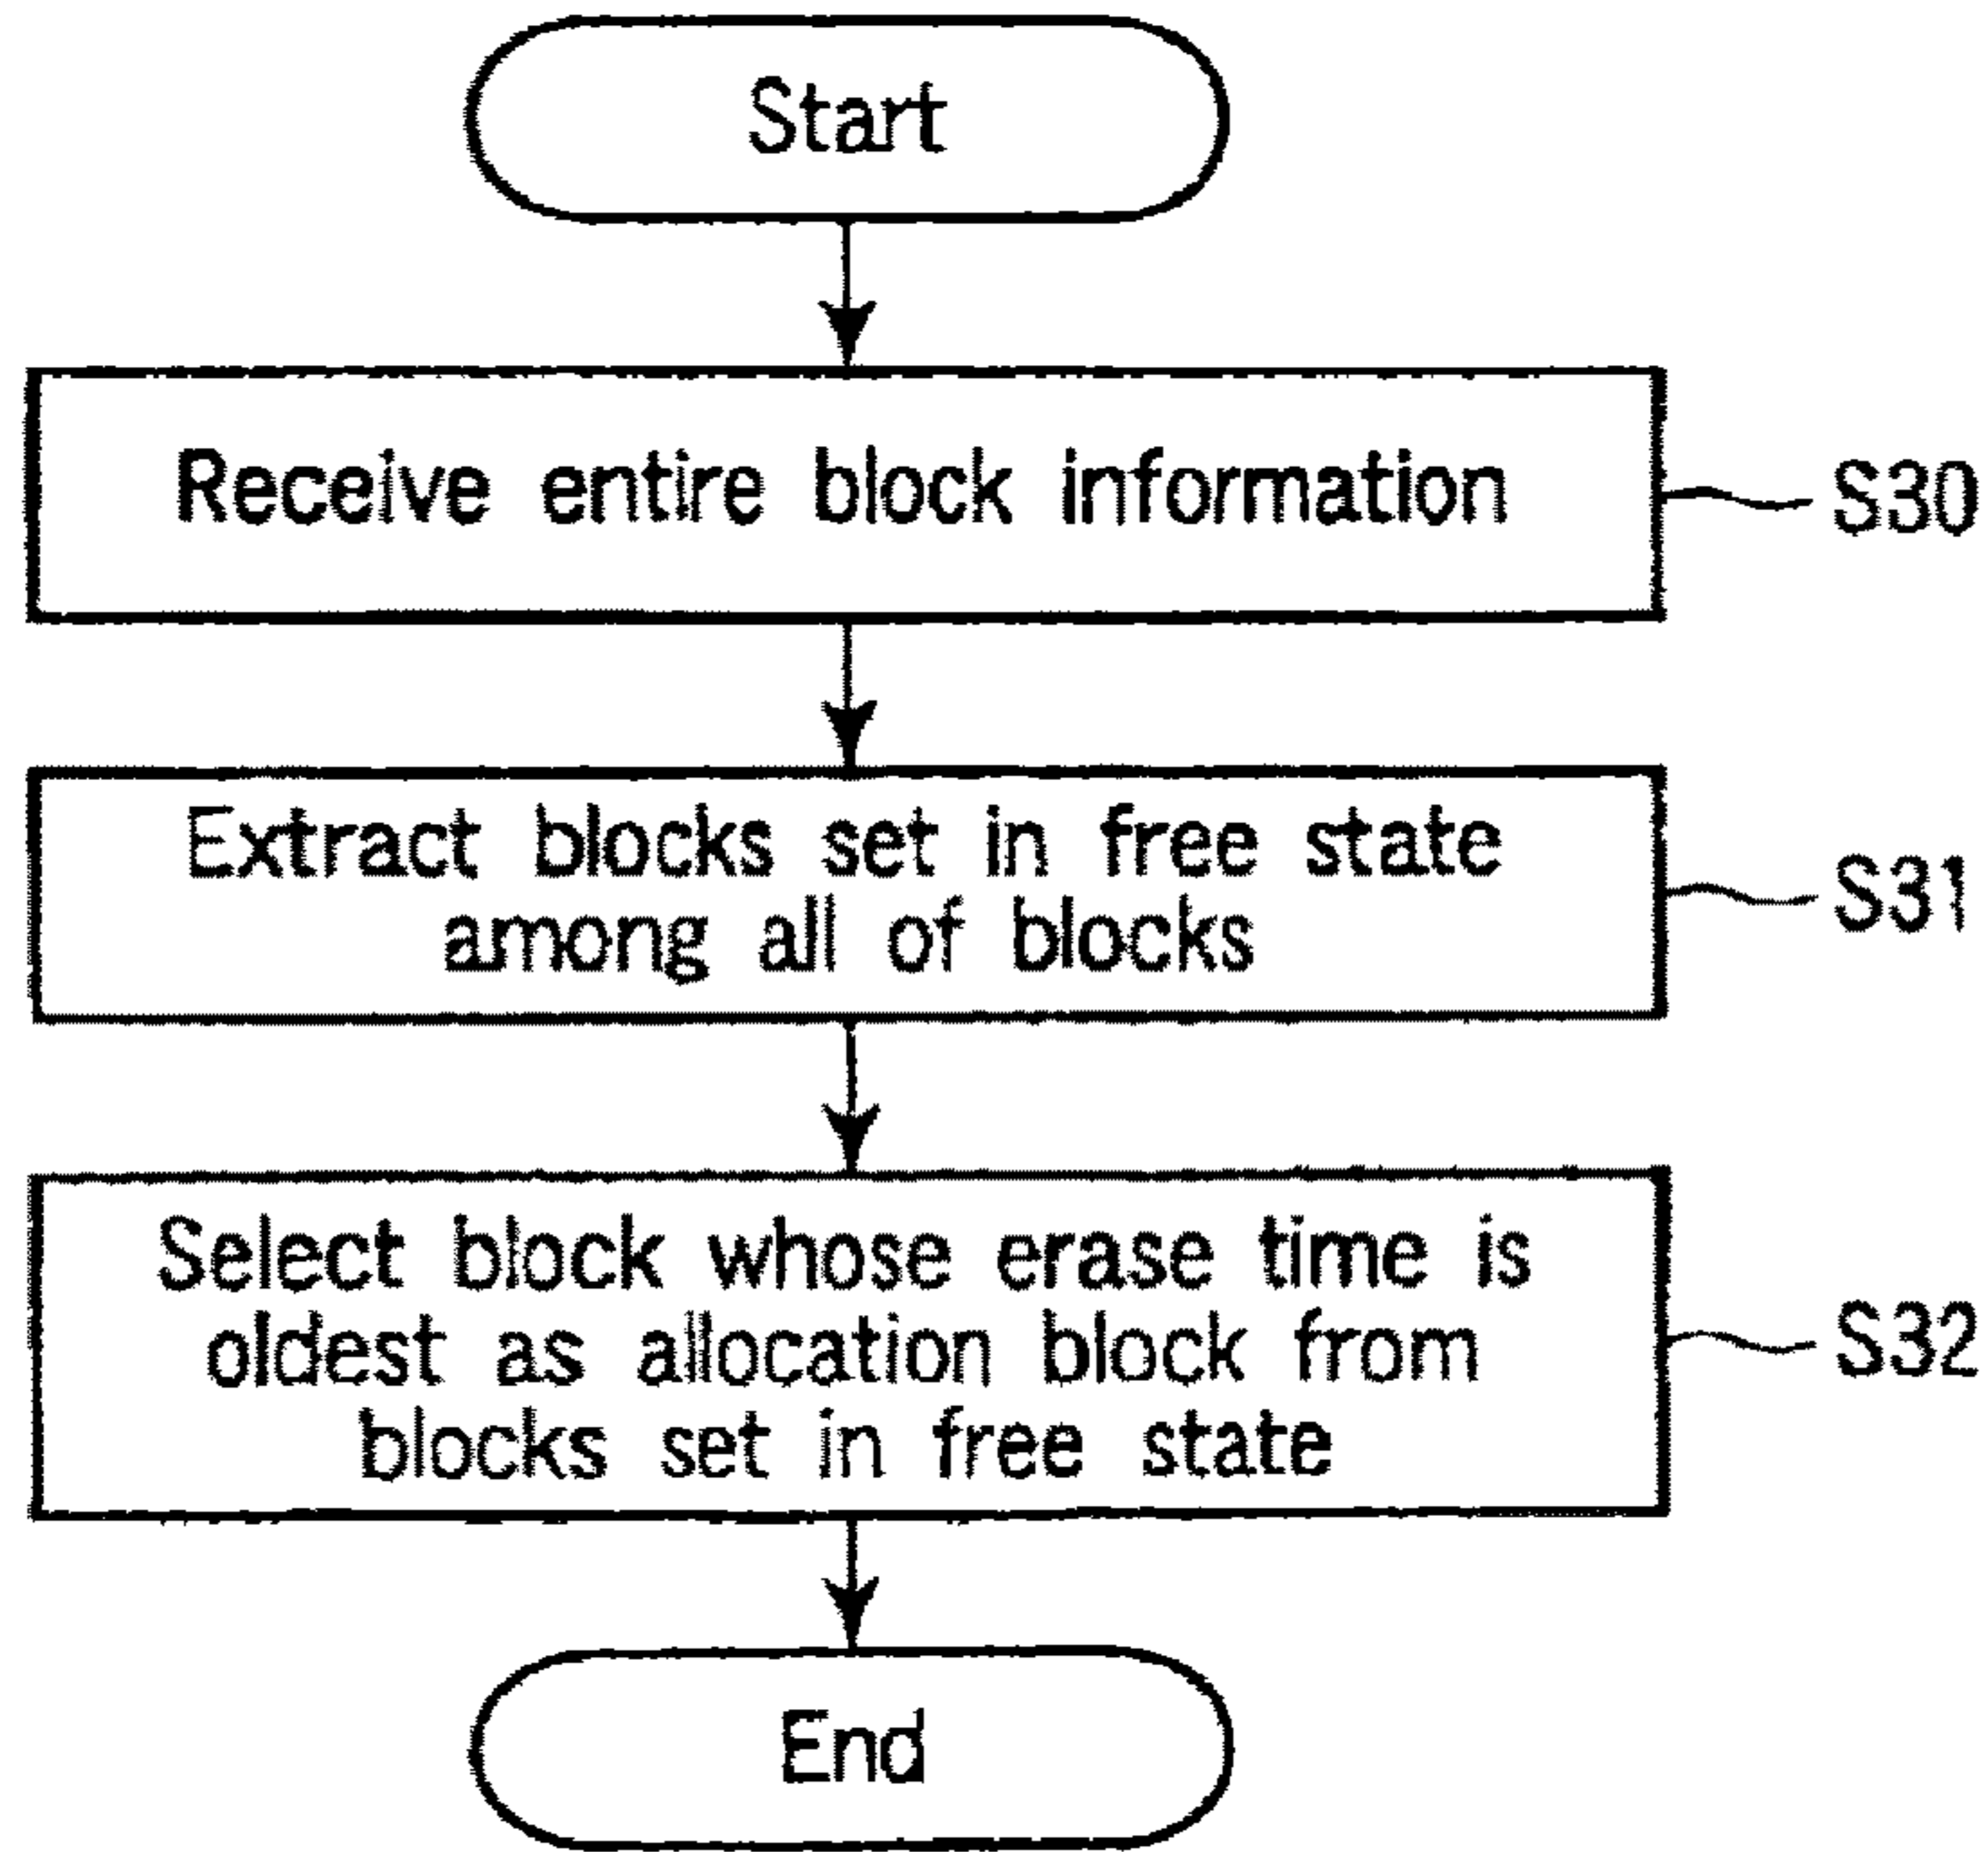 Start
Receive entire block information
S30
Extract blocks set in free state
among all of blocks
S31
Select block whose erase time is
oldest as allocation block from
blocks set in free state
S32
End